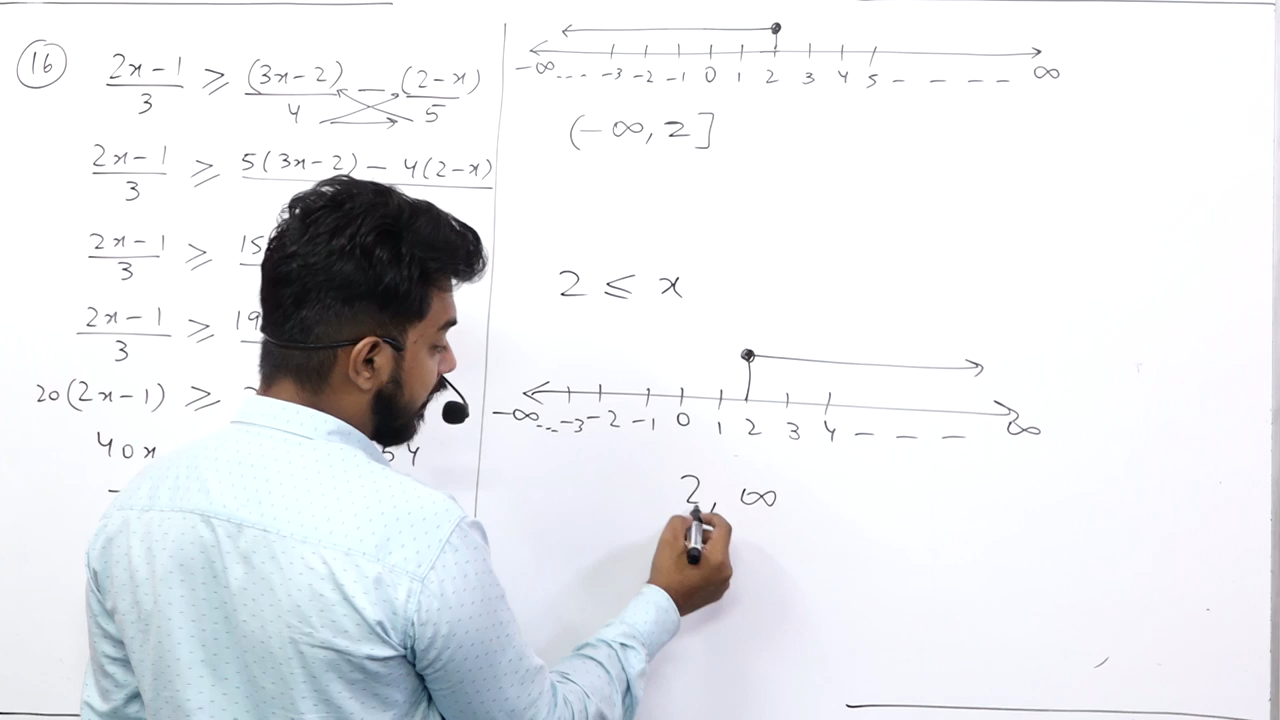 16
(2x-1)/3 ≥ (3x-2)/4 — (2-x)/5
(2x-1)/3 ≥ 5(3x-2) — 4(2-x)
(2x-1)/3 ≥ 15
(2x-1)/3 ≥ 19
20(2x-1) ≥
40x 54
-∞ ... -3 -2 -1 0 1 2 3 4 5 - - - - ∞
(-∞, 2]
2 ≤ x
-∞ ... -3 -2 -1 0 1 2 3 4 - - - ∞
2, ∞